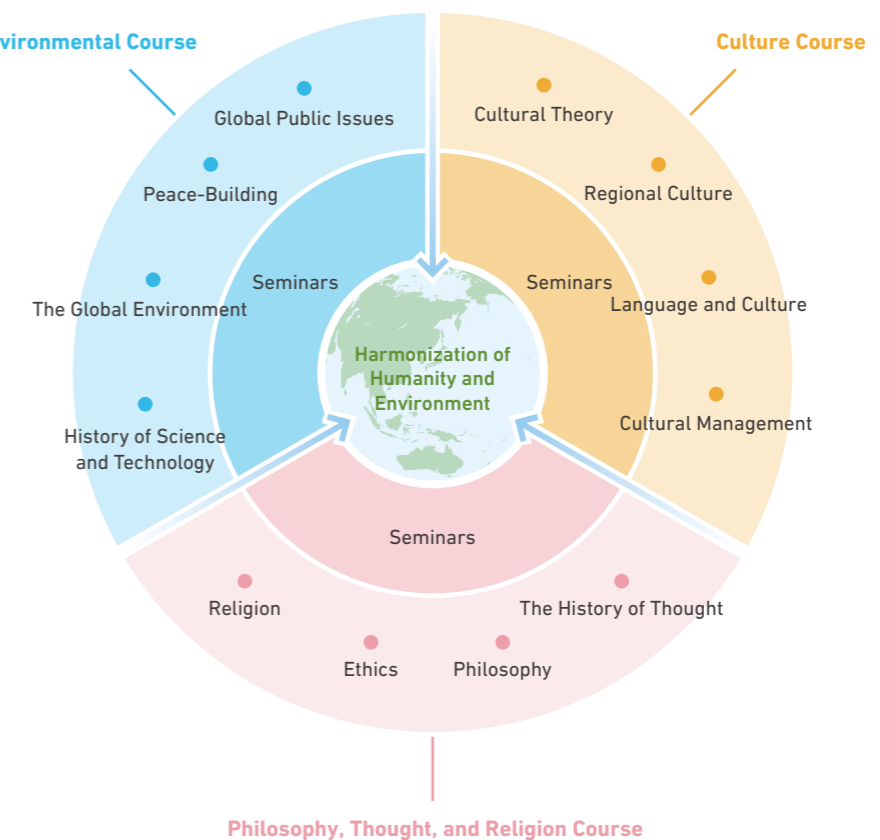 vironmental Course
Culture Course
Global Public Issues
Cultural Theory
Peace-Building
Regional Culture
Seminars
Seminars
The Global Environment
Language and Culture
Harmonization of
Humanity and
Environment
History of Science
and Technology
Cultural Management
Seminars
Religion
The History of Thought
Ethics
Philosophy
Philosophy, Thought, and Religion Course